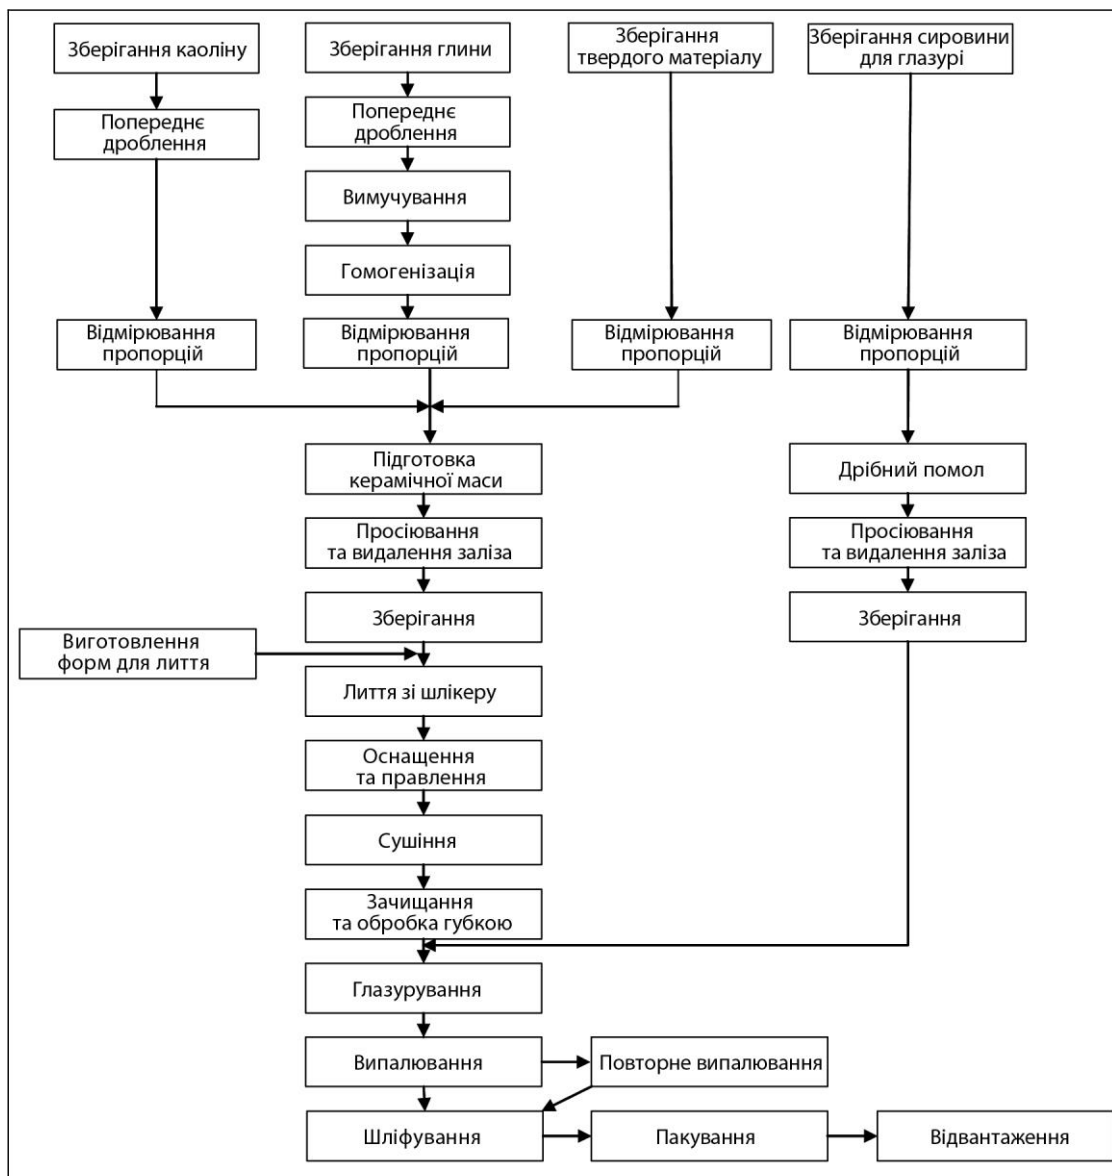 Зберігання каоліну
Зберігання глини
Зберігання
твердого матеріалу
Зберігання сировини
для глазурі
Попереднє
дроблення
Попереднє
дроблення
Вимучування
Гомогенізація
Відмірювання
пропорцій
Відмірювання
пропорцій
Відмірювання
пропорцій
Відмірювання
пропорцій
Підготовка
керамічної маси
Дрібний помол
Просіювання
та видалення заліза
Просіювання
та видалення заліза
Зберігання
Зберігання
Виготовлення
форм для лиття
Лиття зі шлікеру
Оснащення
та правлення
Сушіння
Зачищання
та обробка губкою
Глазурування
Випалювання
Повторне випалювання
Шліфування
Пакування
Відвантаження